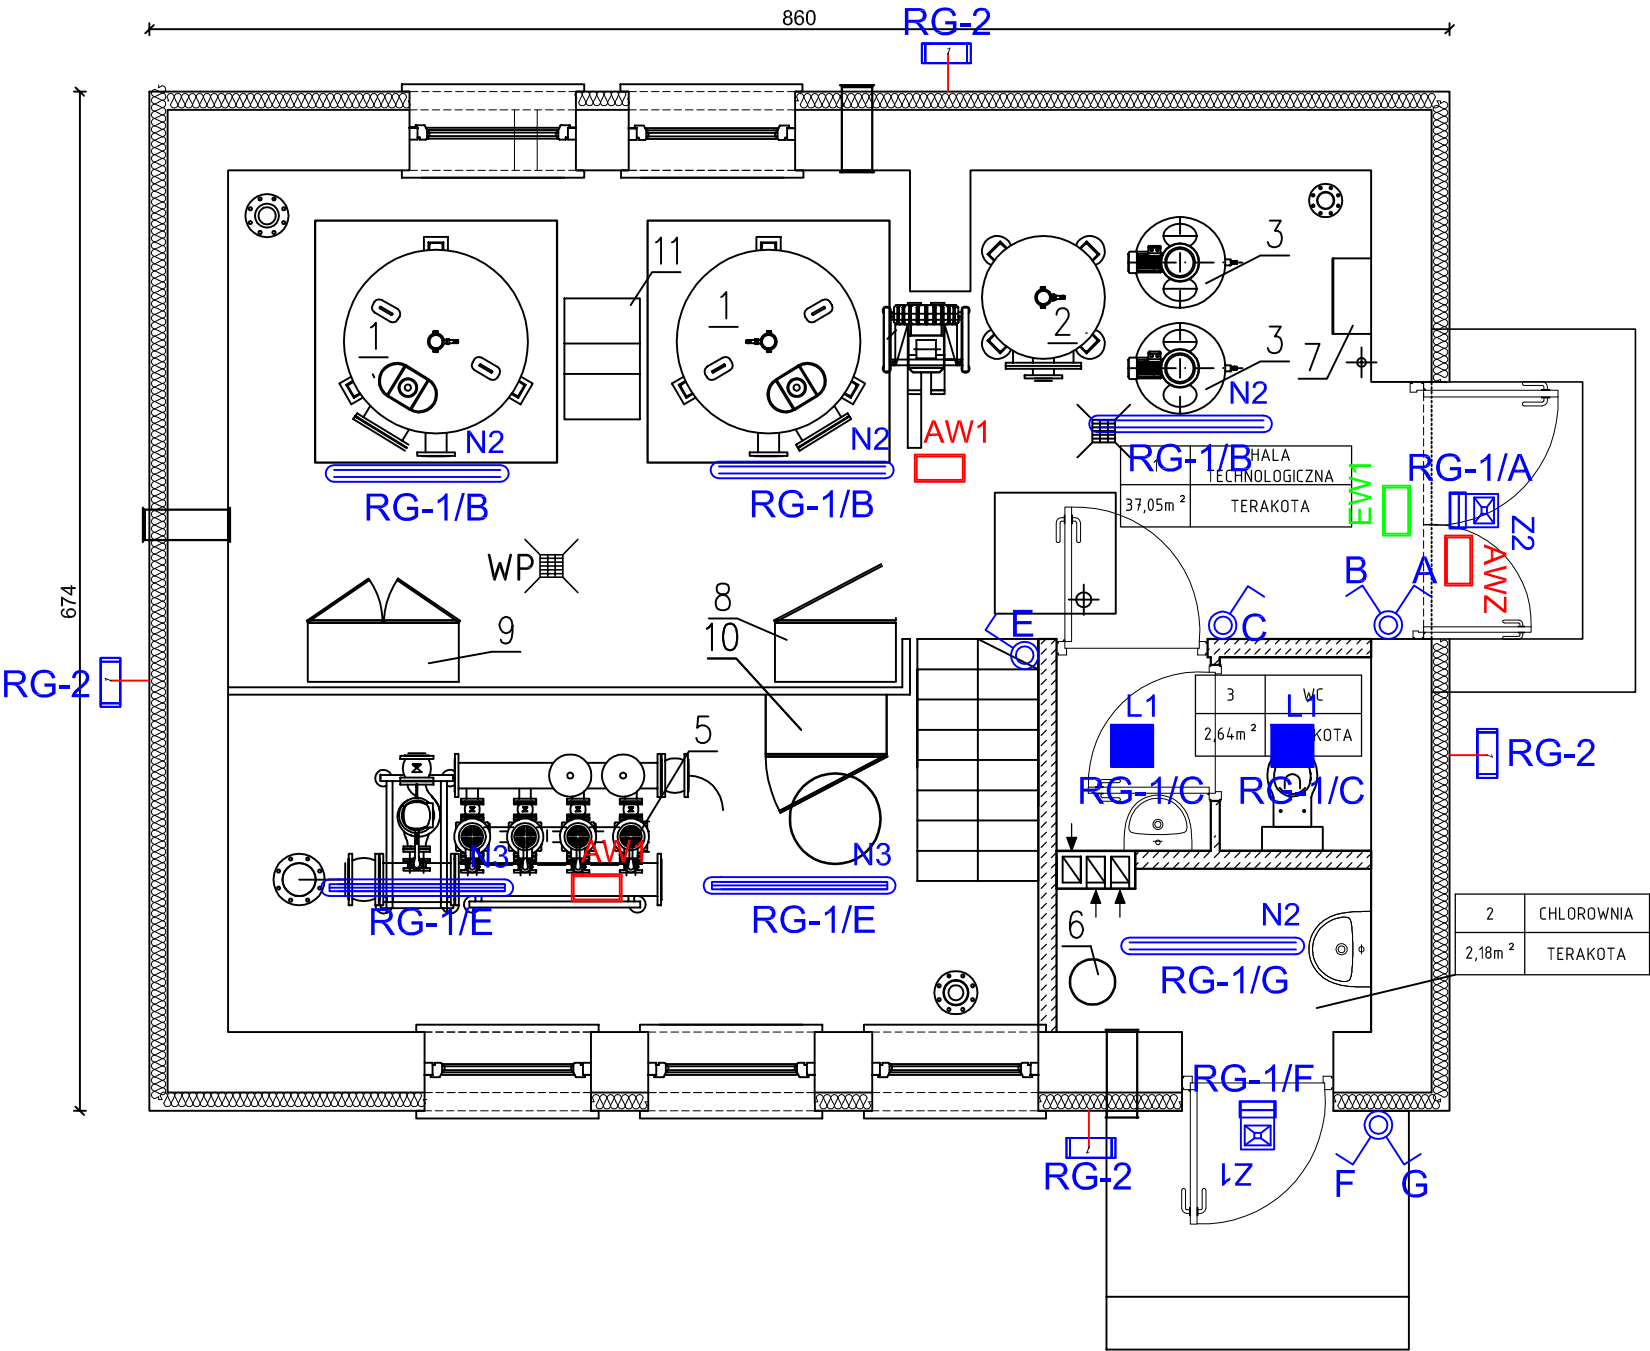 860
RG-2
674
11
1
1
2
3
3
7
N2
N2
N2
AW1
RG-1/B
RG-1/B
RG-1/B
1
HALA
TECHNOLOGICZNA
37,05m ²
TERAKOTA
EW1
RG-1/A
Z2
AWZ
WP
B
A
C
E
8
10
9
RG-2
5
3
WC
2,64m ²
KOTA
L1
L1
RG-1/C
RG-1/C
RG-2
N3
AW1
N3
RG-1/E
RG-1/E
6
N2
RG-1/G
2
CHLOROWNIA
2,18m ²
TERAKOTA
RG-1/F
Z1
RG-2
F
G